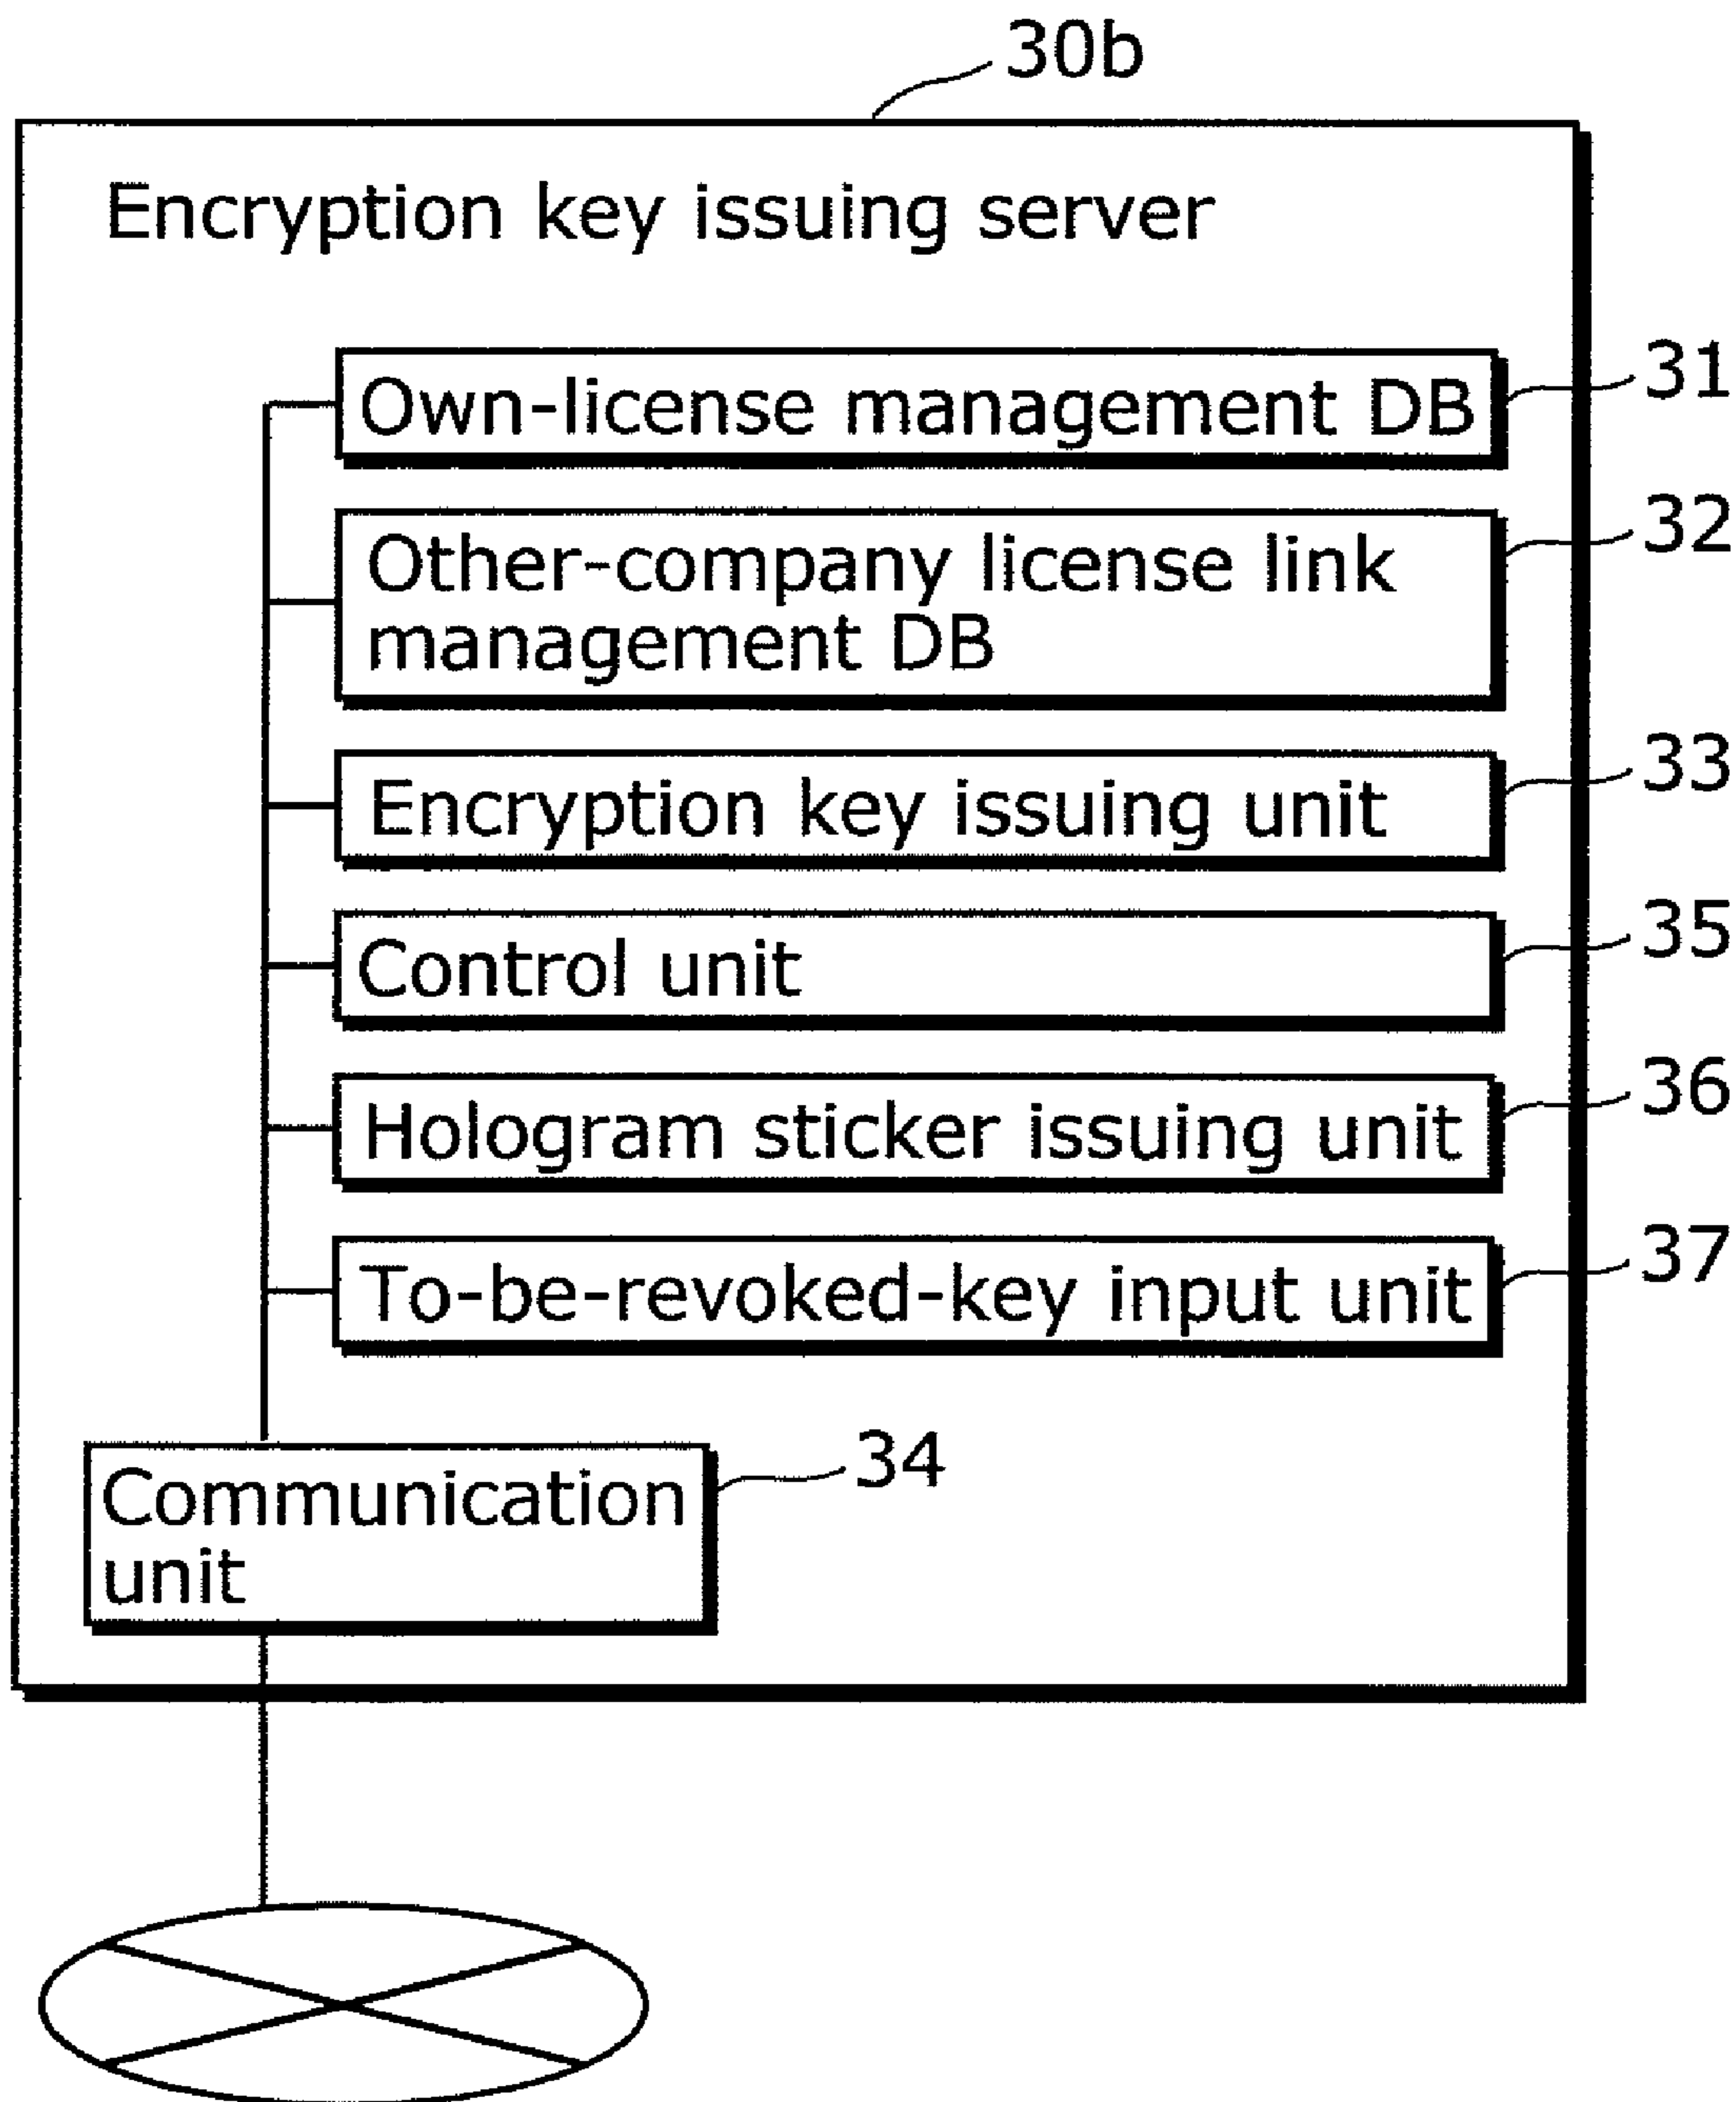 30b
Encryption key issuing server
Own-license management DB
31
Other-company license link
management DB
32
Encryption key issuing unit
33
Control unit
35
Hologram sticker issuing unit
36
To-be-revoked-key input unit
37
Communication
unit
34